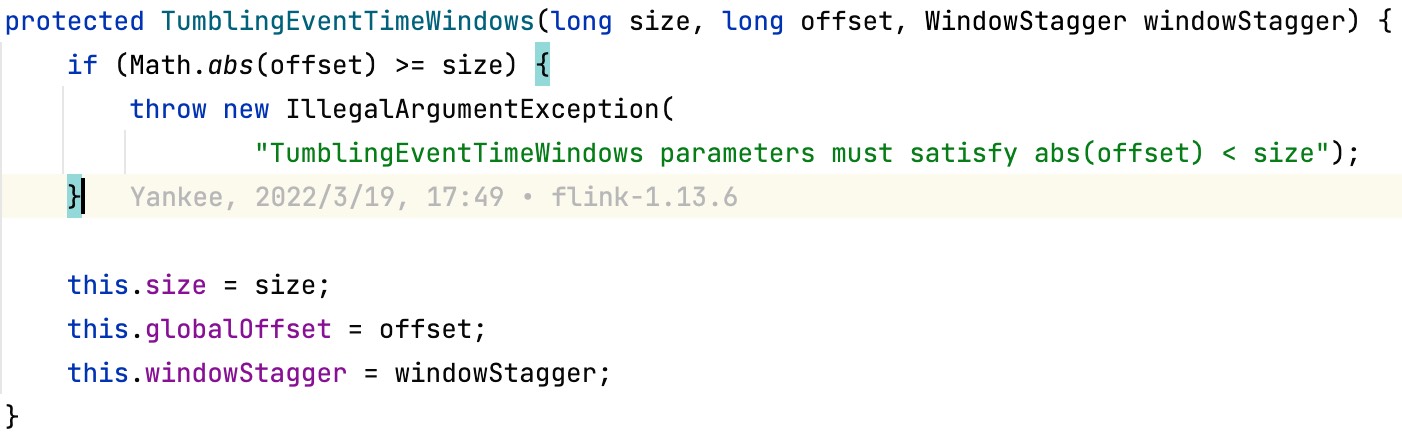 protected TumblingEventTimeWindows(long size, long offset, WindowStagger windowStagger) {
    if (Math.abs(offset) >= size) {
        throw new IllegalArgumentException(
                "TumblingEventTimeWindows parameters must satisfy abs(offset) < size");
    }   Yankee, 2022/3/19, 17:49 • flink-1.13.6

    this.size = size;
    this.globalOffset = offset;
    this.windowStagger = windowStagger;
}